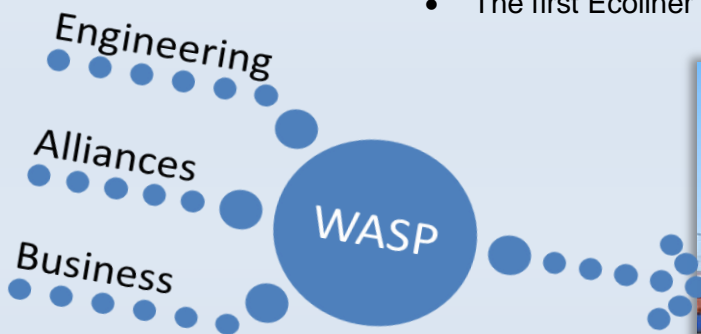 • The first Ecoliner
Engineering
Alliances
WASP
Business